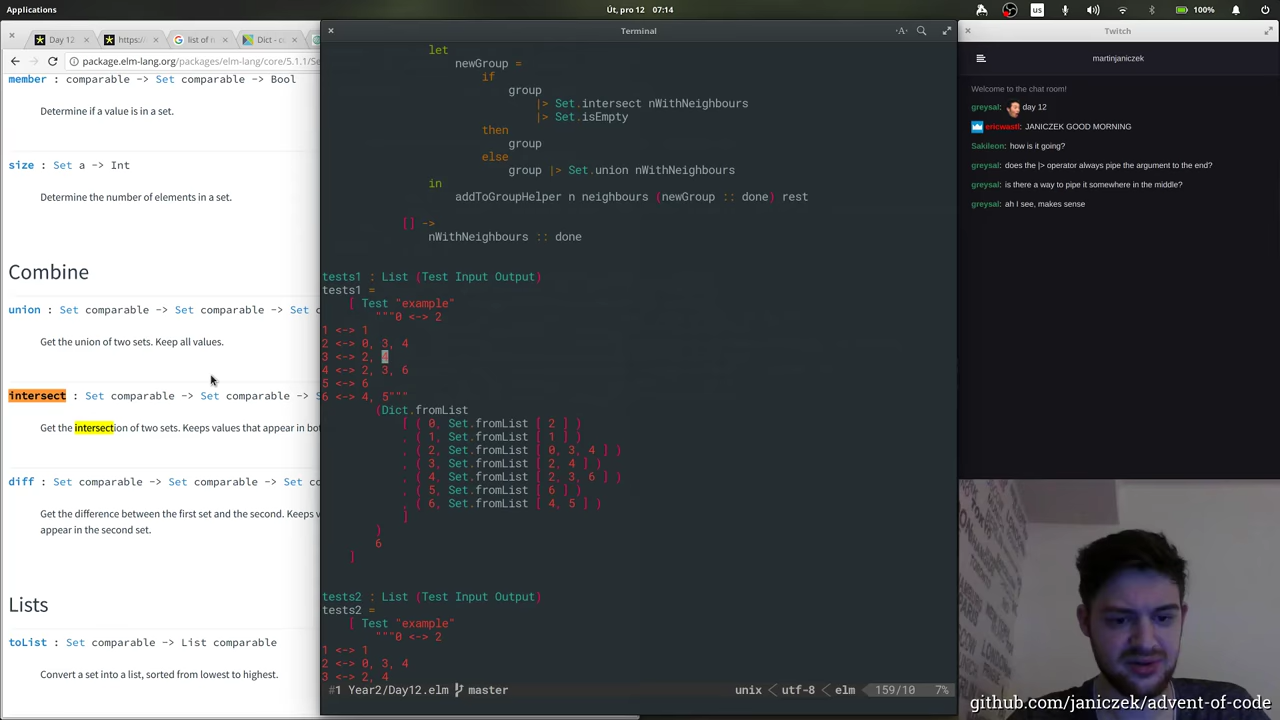 Applications
Út, pro 12 07:14
us
100%
Day 12
https:/
list of t
Dict - o
package.elm-lang.org/packages/elm-lang/core/5.1.1/Se
member : comparable -> Set comparable -> Bool
Determine if a value is in a set.
size : Set a -> Int
Determine the number of elements in a set.
Combine
union : Set comparable -> Set comparable -> Set c
Get the union of two sets. Keep all values.
intersect : Set comparable -> Set comparable -> S
Get the intersection of two sets. Keeps values that appear in bot
diff : Set comparable -> Set comparable -> Set co
Get the difference between the first set and the second. Keeps v
appear in the second set.
Lists
toList : Set comparable -> List comparable
Convert a set into a list, sorted from lowest to highest.
Terminal
let
newGroup =
if
group
|> Set.intersect nWithNeighbours
|> Set.isEmpty
then
group
else
group |> Set.union nWithNeighbours
in
addToGroupHelper n neighbours (newGroup :: done) rest
[] ->
nWithNeighbours :: done
tests1 : List (Test Input Output)
tests1 =
[ Test "example"
"""0 <-> 2
1 <-> 1
2 <-> 0, 3, 4
3 <-> 2, 4
4 <-> 2, 3, 6
5 <-> 6
6 <-> 4, 5"""
(Dict.fromList
[ ( 0, Set.fromList [ 2 ] )
, ( 1, Set.fromList [ 1 ] )
, ( 2, Set.fromList [ 0, 3, 4 ] )
, ( 3, Set.fromList [ 2, 4 ] )
, ( 4, Set.fromList [ 2, 3, 6 ] )
, ( 5, Set.fromList [ 6 ] )
, ( 6, Set.fromList [ 4, 5 ] )
]
)
6
]
tests2 : List (Test Input Output)
tests2 =
[ Test "example"
"""0 <-> 2
1 <-> 1
2 <-> 0, 3, 4
3 <-> 2, 4
#1 Year2/Day12.elm master unix < utf-8 < elm 159/10 7%
Twitch
martinjaniczek
Welcome to the chat room!
greysal: day 12
ericwastl: JANICZEK GOOD MORNING
Sakileon: how is it going?
greysal: does the |> operator always pipe the argument to the end?
greysal: is there a way to pipe it somewhere in the middle?
greysal: ah I see, makes sense
github.com/janiczek/advent-of-code